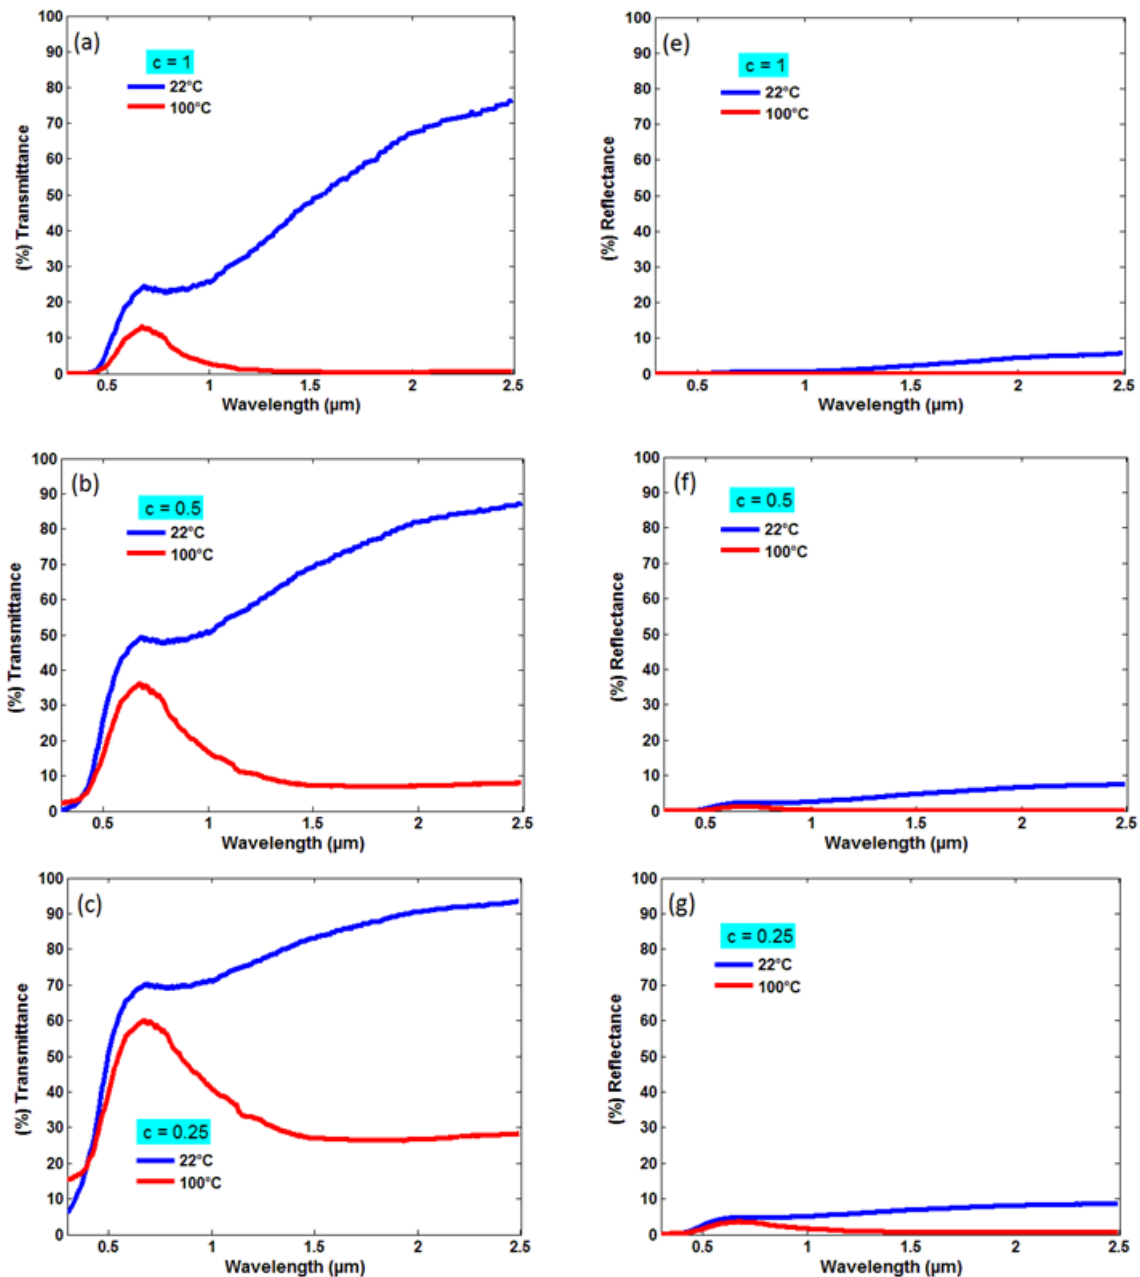 (a)
c = 1
22°C
100°C
(%) Transmittance
100
90
80
70
60
50
40
30
20
10
0
0.5 1 1.5 2 2.5
Wavelength (µm)
(e)
c = 1
22°C
100°C
(%) Reflectance
100
90
80
70
60
50
40
30
20
10
0
0.5 1 1.5 2 2.5
Wavelength (µm)
(b)
c = 0.5
22°C
100°C
(%) Transmittance
100
90
80
70
60
50
40
30
20
10
0
0.5 1 1.5 2 2.5
Wavelength (µm)
(f)
c = 0.5
22°C
100°C
(%) Reflectance
100
90
80
70
60
50
40
30
20
10
0
0.5 1 1.5 2 2.5
Wavelength (µm)
(c)
c = 0.25
22°C
100°C
(%) Transmittance
100
90
80
70
60
50
40
30
20
10
0
0.5 1 1.5 2 2.5
Wavelength (µm)
(g)
c = 0.25
22°C
100°C
(%) Reflectance
100
90
80
70
60
50
40
30
20
10
0
0.5 1 1.5 2 2.5
Wavelength (µm)